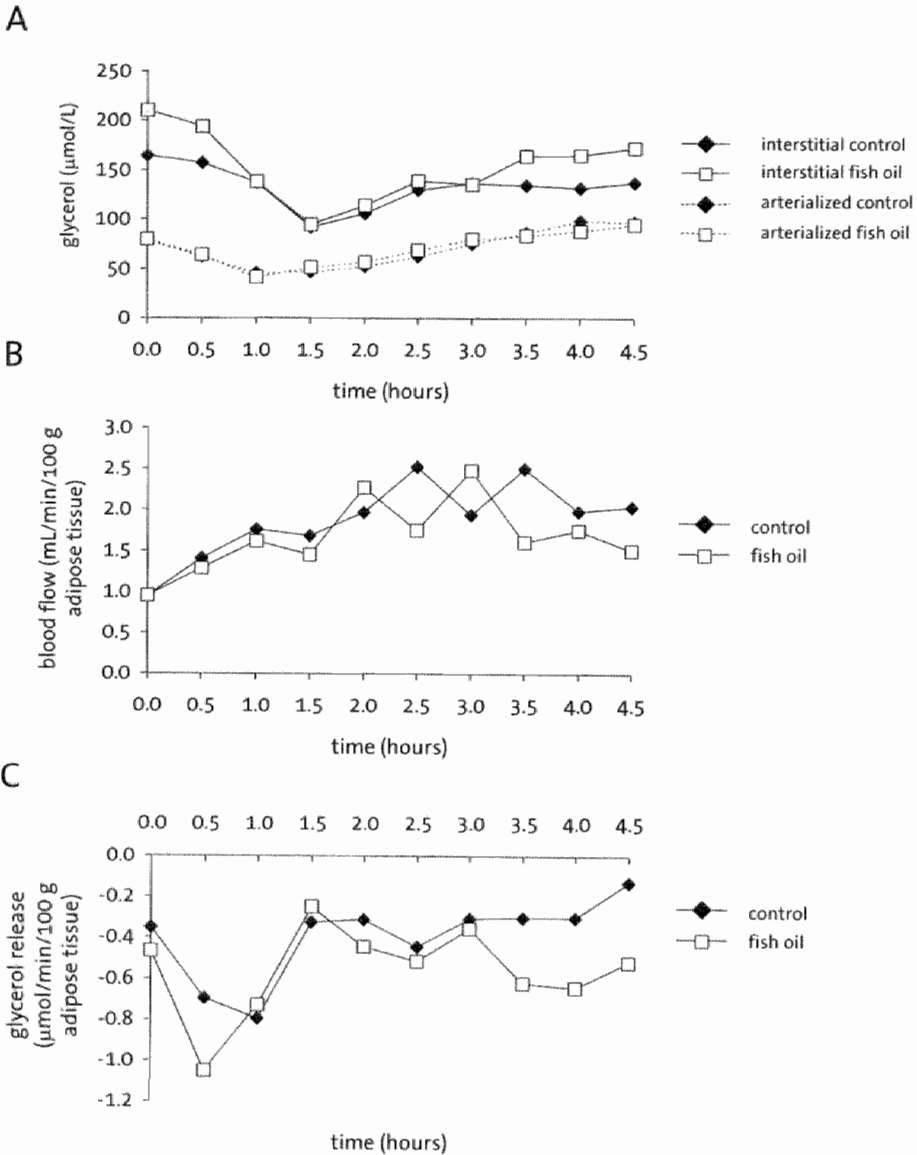 A
250
200
150
100
50
0
glycerol (µmol/L)
0.0 0.5 1.0 1.5 2.0 2.5 3.0 3.5 4.0 4.5
time (hours)
interstitial control
interstitial fish oil
arterialized control
arterialized fish oil
B
3.0
2.5
2.0
1.5
1.0
0.5
0.0
blood flow (mL/min/100 g
adipose tissue)
0.0 0.5 1.0 1.5 2.0 2.5 3.0 3.5 4.0 4.5
time (hours)
control
fish oil
C
0.0 0.5 1.0 1.5 2.0 2.5 3.0 3.5 4.0 4.5
0.0
-0.2
-0.4
-0.6
-0.8
-1.0
-1.2
glycerol release
(µmol/min/100 g
adipose tissue)
control
fish oil
time (hours)